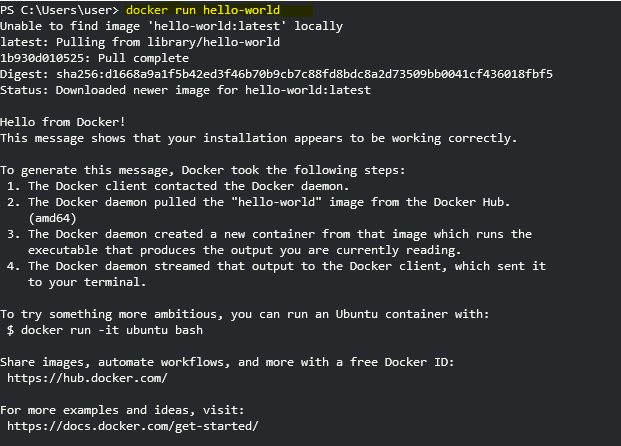 PS C:\Users\user> docker run hello-world
Unable to find image 'hello-world:latest' locally
latest: Pulling from library/hello-world
1b930d010525: Pull complete
Digest: sha256:d1668a9a1f5b42ed3f46b70b9cb7c88fd8bdc8a2d73509bb0041cf436018fbf5
Status: Downloaded newer image for hello-world:latest
Hello from Docker!
This message shows that your installation appears to be working correctly.
To generate this message, Docker took the following steps:
1. The Docker client contacted the Docker daemon.
2. The Docker daemon pulled the "hello-world" image from the Docker Hub.
(amd64)
3. The Docker daemon created a new container from that image which runs the
executable that produces the output you are currently reading.
4. The Docker daemon streamed that output to the Docker client, which sent it
to your terminal.
To try something more ambitious, you can run an Ubuntu container with:
$ docker run -it ubuntu bash
Share images, automate workflows, and more with a free Docker ID:
https://hub.docker.com/
For more examples and ideas, visit:
https://docs.docker.com/get-started/